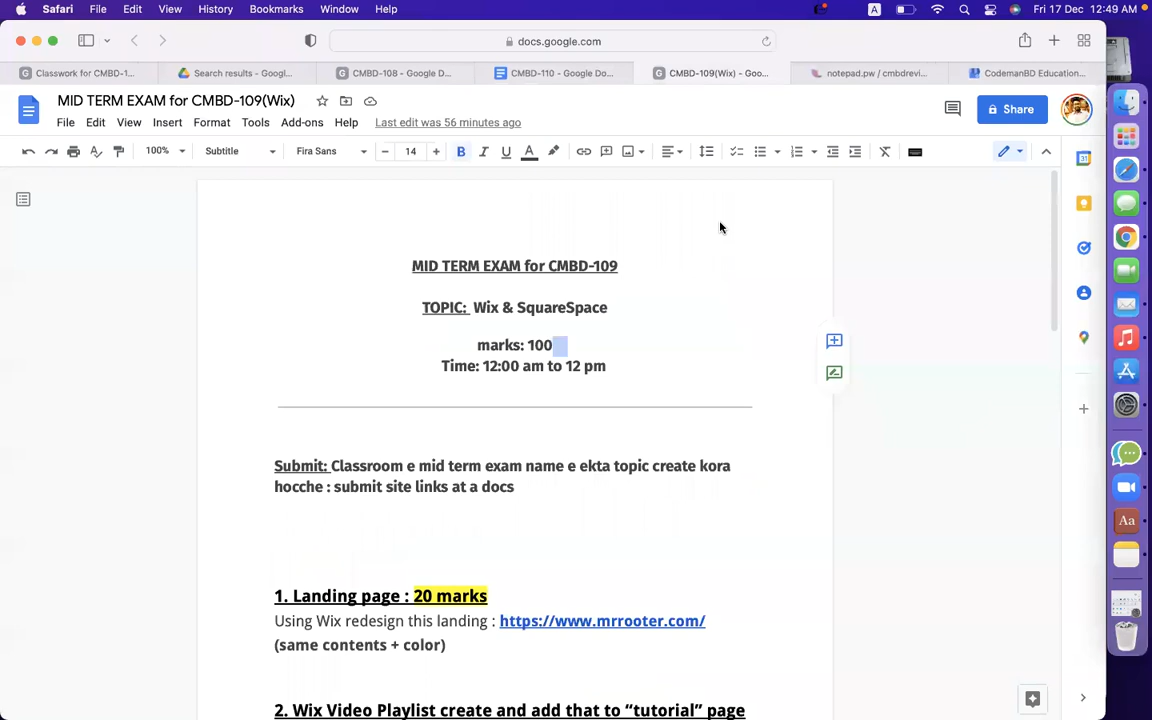 Safari File Edit View History Bookmarks Window Help A Fri 17 Dec 12:49 AM
docs.google.com
Classwork for CMBD-1... Search results - Googl... CMBD-108 - Google D... CMBD-110 - Google Do... CMBD-109(Wix) - Goo... notepad.pw / cmbdrevi... CodemanBD Education...
MID TERM EXAM for CMBD-109(Wix)
File Edit View Insert Format Tools Add-ons Help Last edit was 56 minutes ago
Share
100% Subtitle Fira Sans 14 B I U A
MID TERM EXAM for CMBD-109
TOPIC: Wix & SquareSpace
marks: 100
Time: 12:00 am to 12 pm
Submit: Classroom e mid term exam name e ekta topic create kora
hocche : submit site links at a docs
1. Landing page : 20 marks
Using Wix redesign this landing : https://www.mrrooter.com/
(same contents + color)
2. Wix Video Playlist create and add that to “tutorial” page
Aa